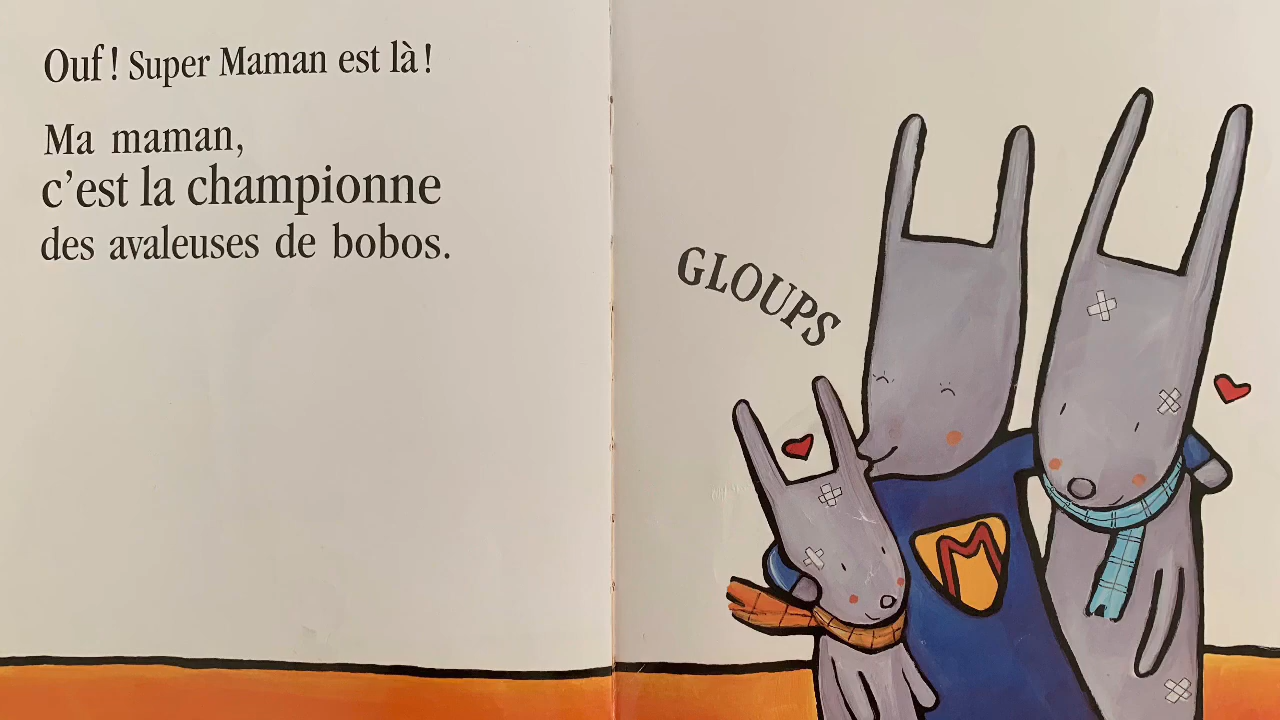 Ouf ! Super Maman est là !
Ma maman,
c’est la championne
des avaleuses de bobos.
GLOUPS
M